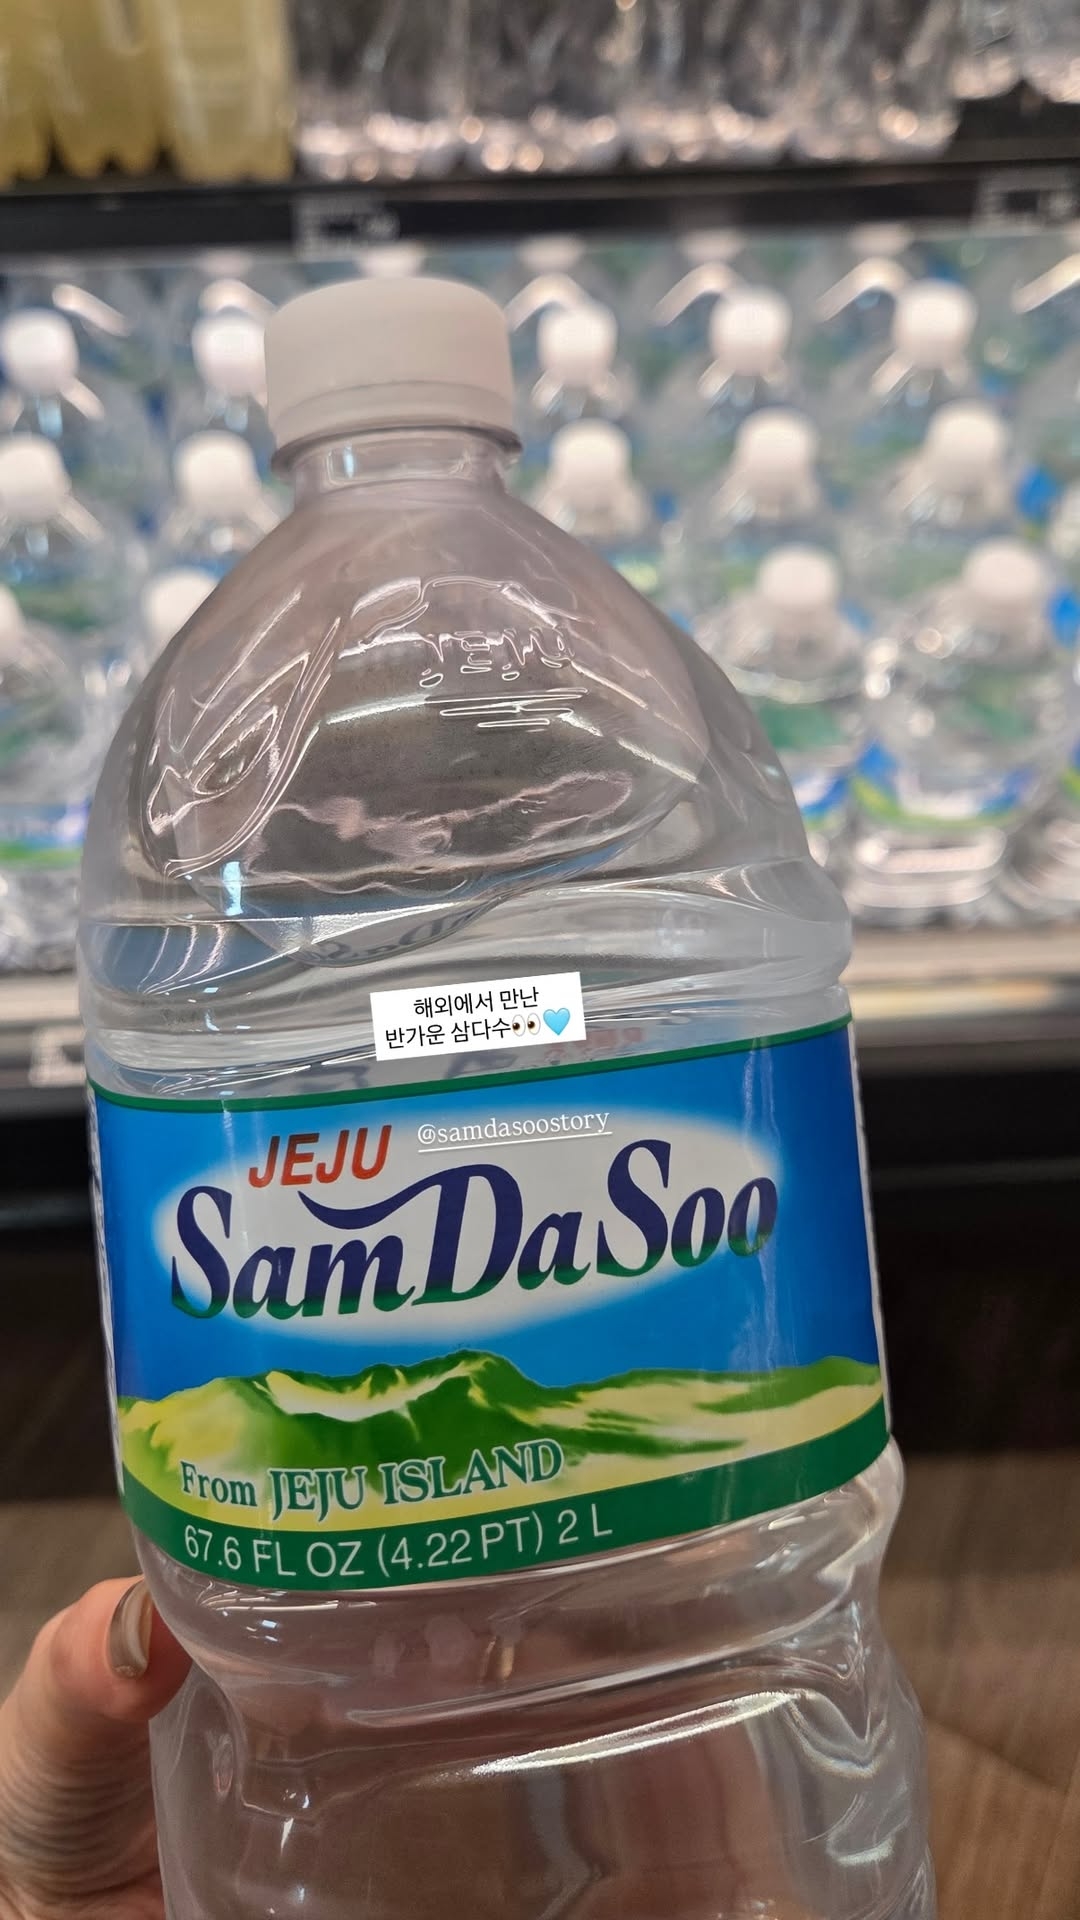 JEJU
해외에서 만난
반가운 삼다수👀🩵
JEJU
@samdasoostory
SamDaSoo
From JEJU ISLAND
67.6 FL OZ (4.22 PT) 2 L